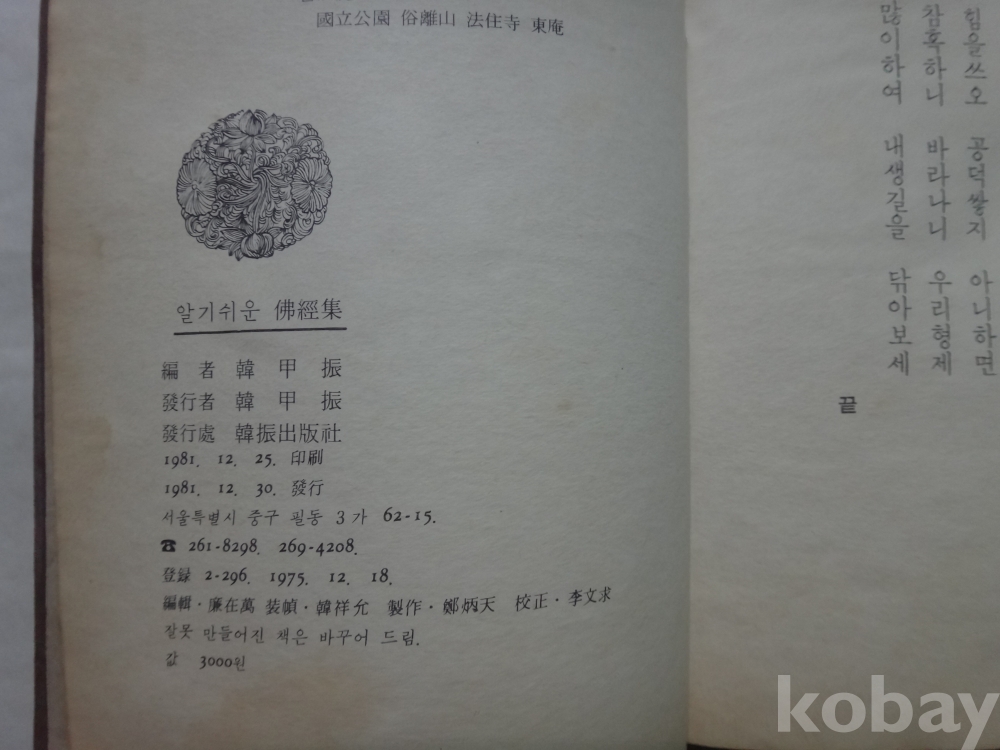 國立公園 俗離山 法住寺 東庵
알기쉬운 佛經集
編 者 韓 甲 振
發行者 韓 甲 振
發行處 韓振出版社
1981. 12. 25. 印刷
1981. 12. 30. 發行
서울특별시 중구 필동 3가 62-15.
☎ 261-8298. 269-4208.
登録 2-296. 1975. 12. 18.
編輯·廉在萬 装幀·韓祥允 製作·鄭炳天 校正·李文求
잘못 만들어진 책은 바꾸어 드림.
값 3000원
힘을쓰오 공덕쌓지 아니하면
참혹하니 바라나니 우리형제
많이하여 내생길을 닦아보세
끝
kobay